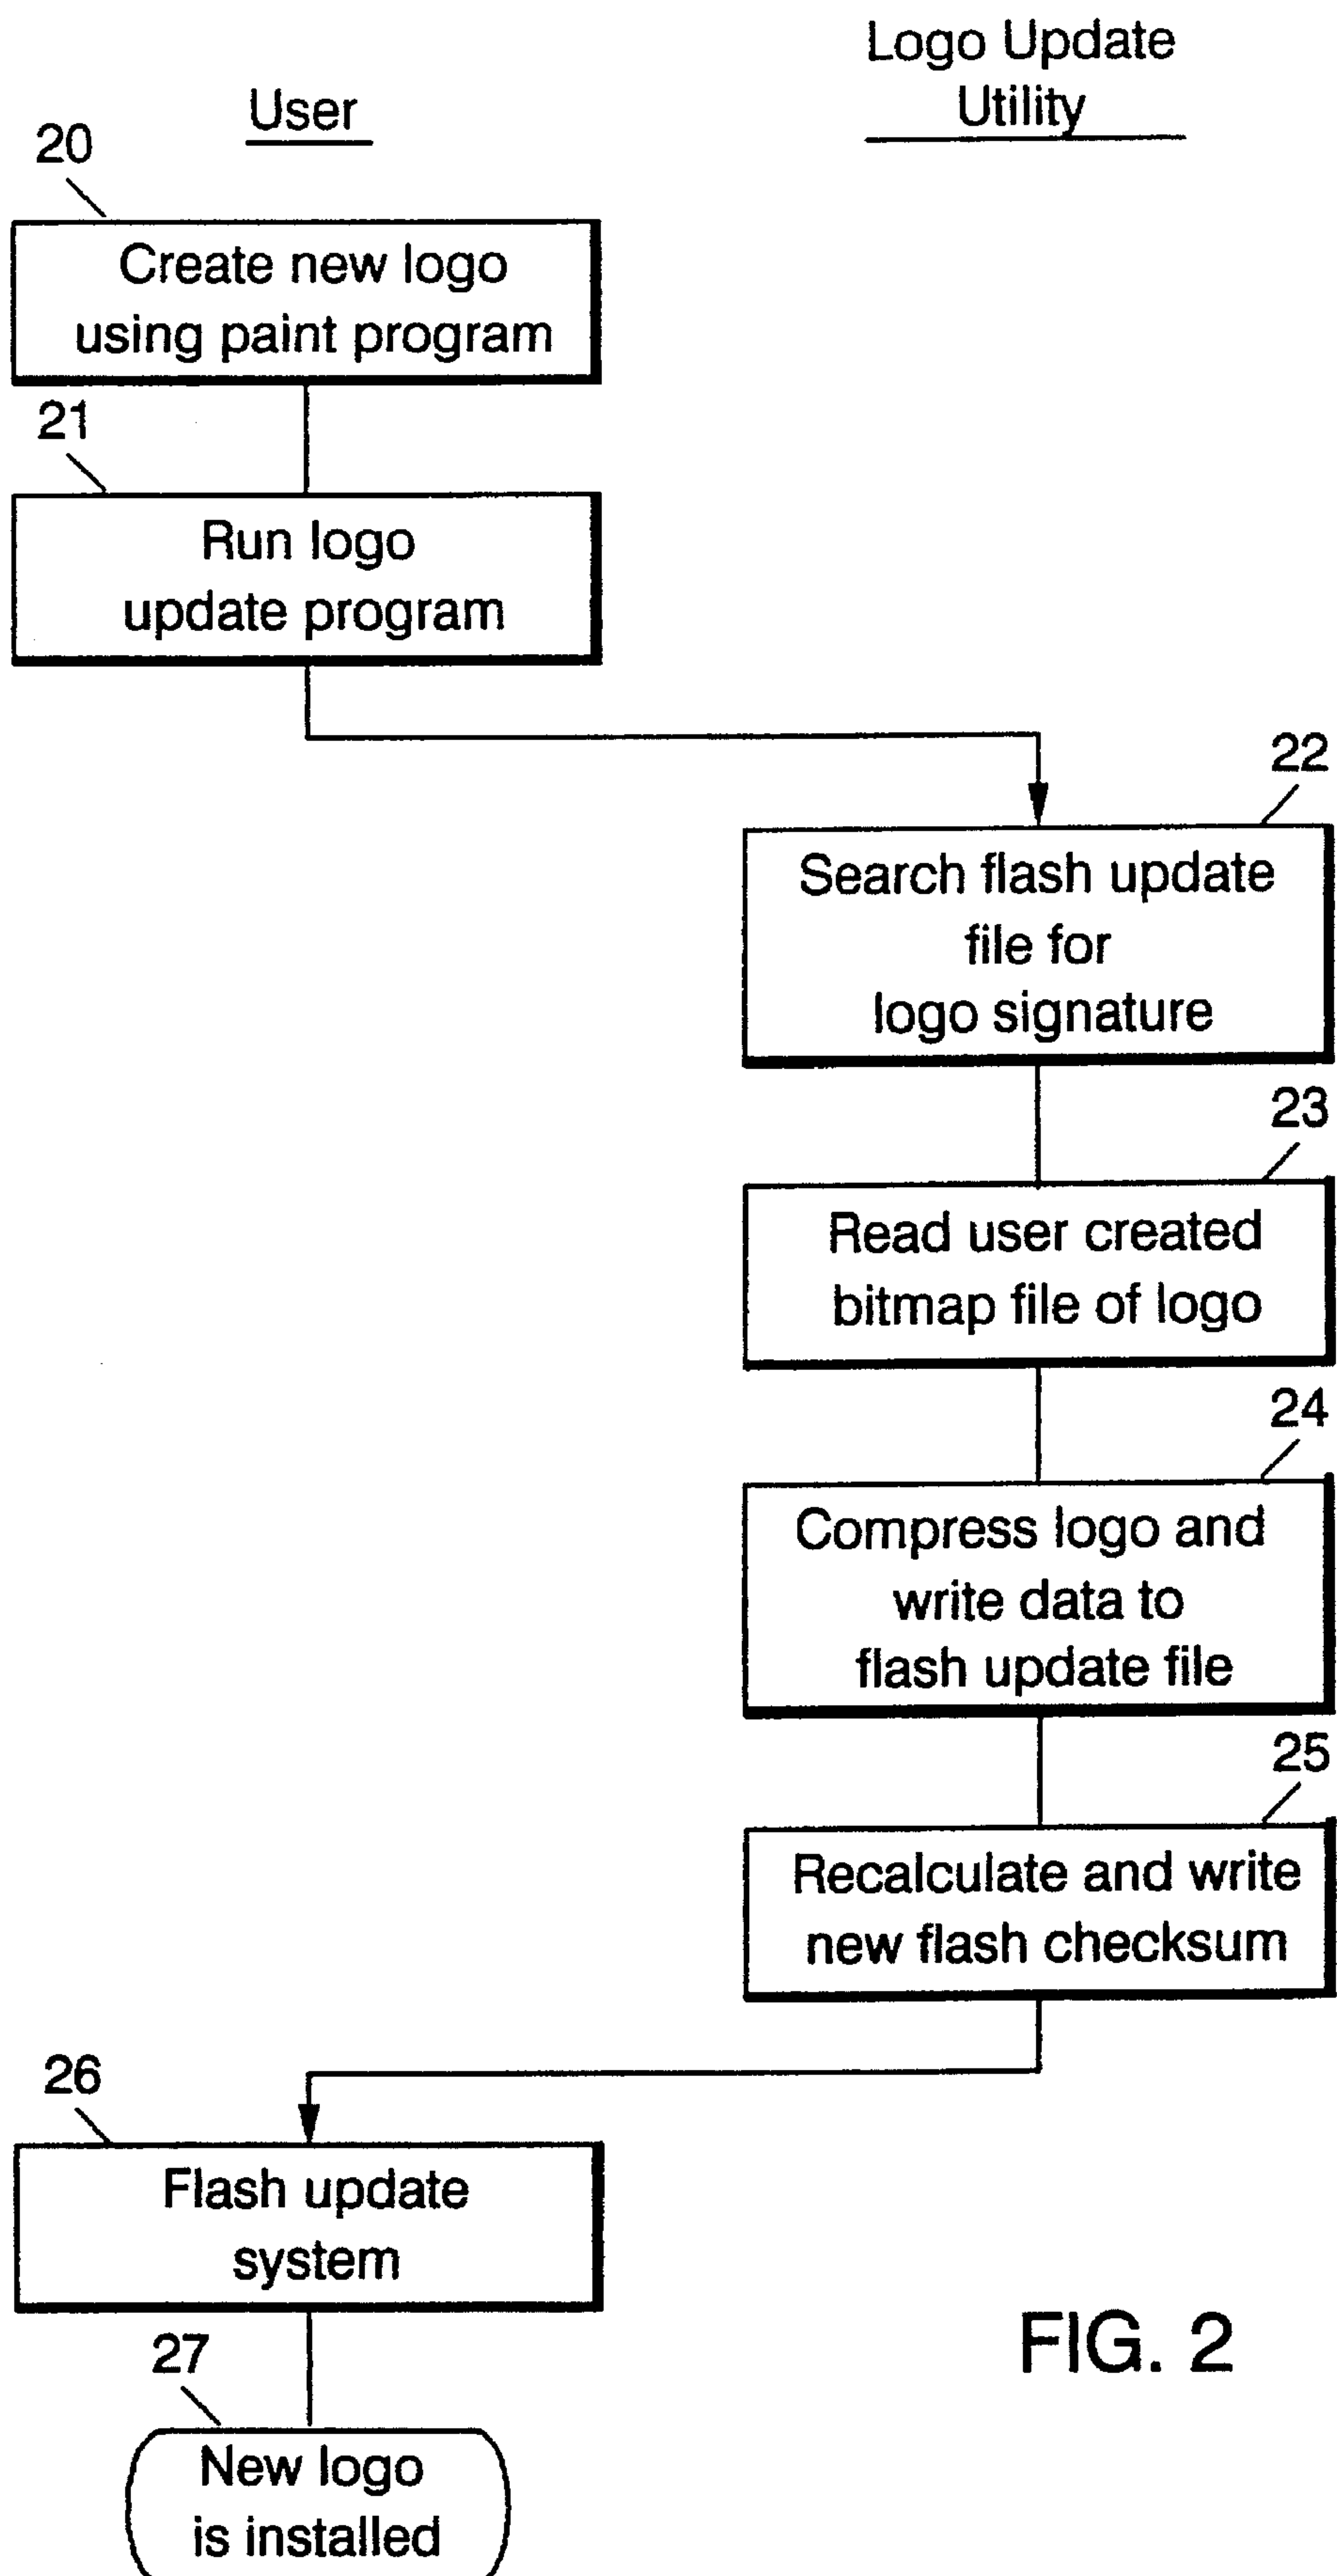 Logo Update
Utility
User
20
Create new logo
using paint program
21
Run logo
update program
22
Search flash update
file for
logo signature
23
Read user created
bitmap file of logo
24
Compress logo and
write data to
flash update file
25
Recalculate and write
new flash checksum
26
Flash update
system
27
New logo
is installed
FIG. 2